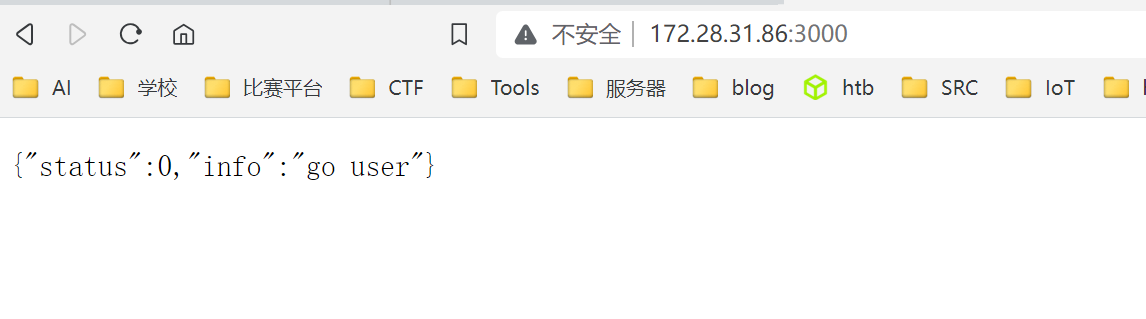 不安全 172.28.31.86:3000
AI 学校 比赛平台 CTF Tools 服务器 blog htb SRC IoT
{"status":0,"info":"go user"}